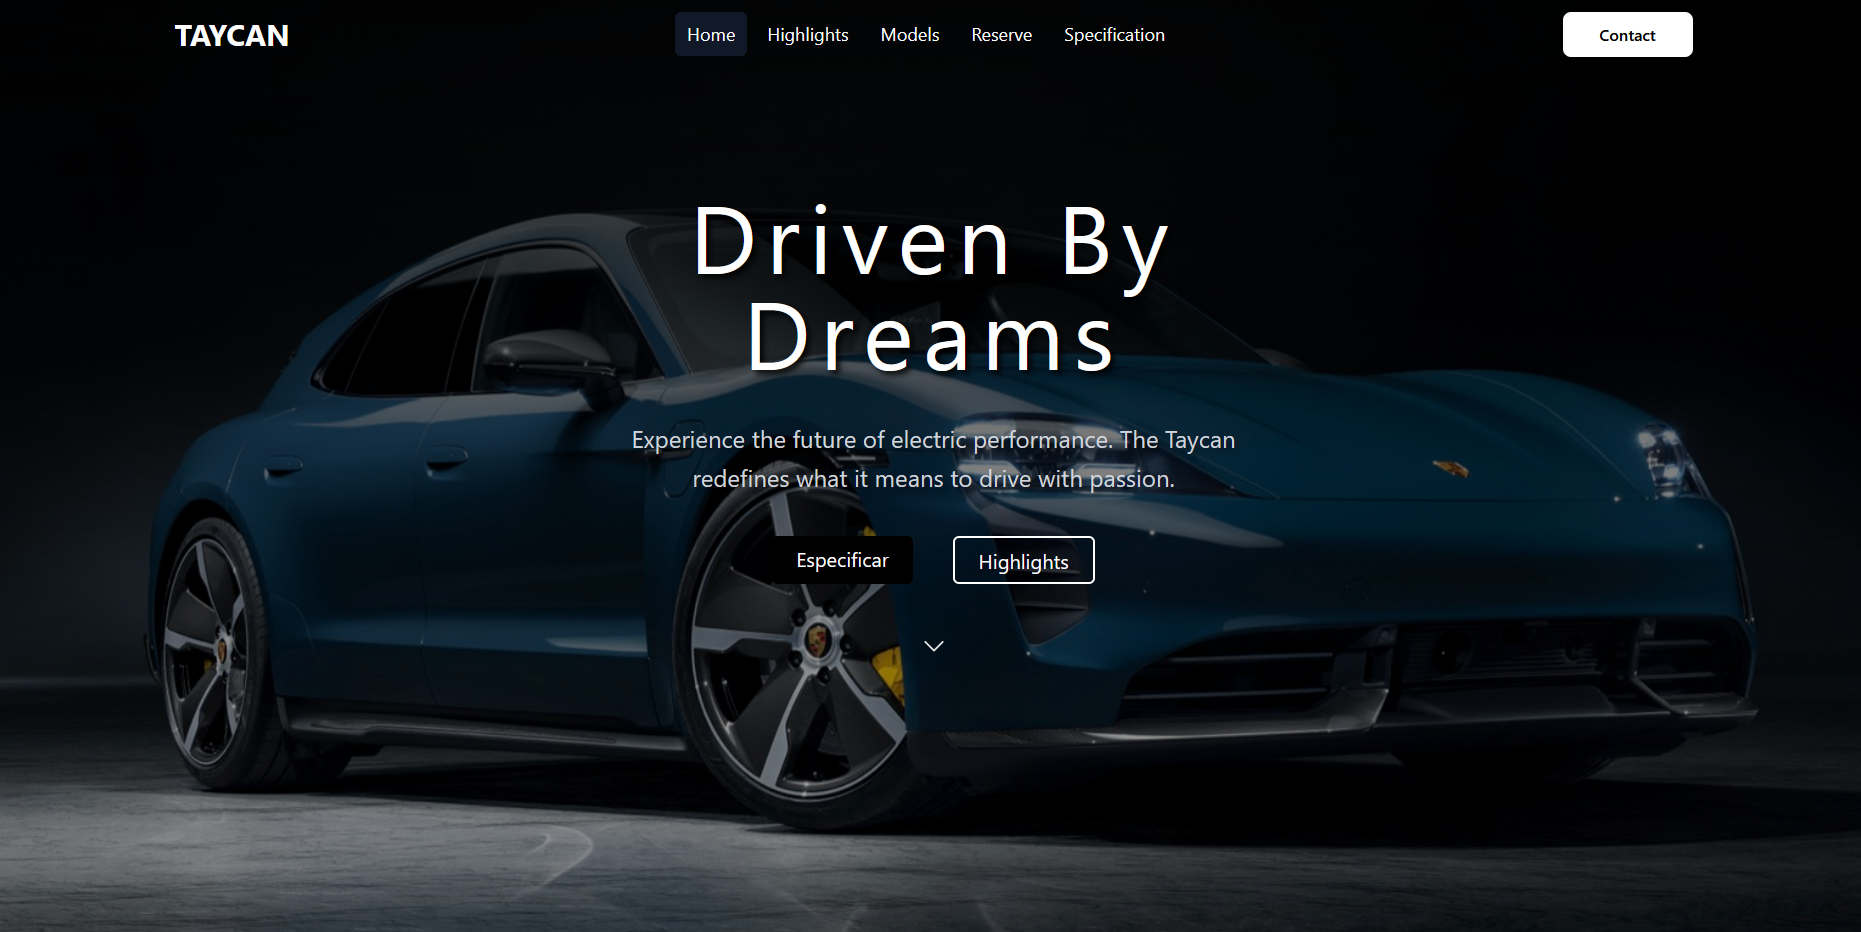 TAYCAN
Home Highlights Models Reserve Specification
Contact
Driven By
Dreams
Experience the future of electric performance. The Taycan
redefines what it means to drive with passion.
Especificar
Highlights